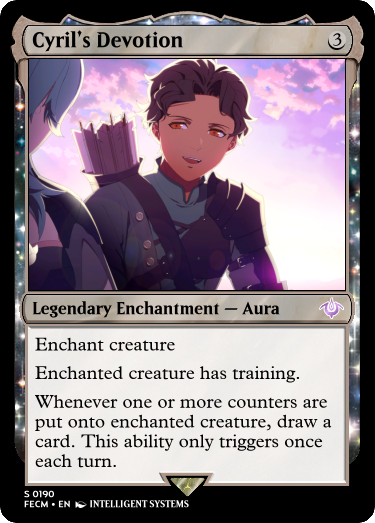 Cyril's Devotion 3
Legendary Enchantment — Aura
Enchant creature
Enchanted creature has training.
Whenever one or more counters are
put onto enchanted creature, draw a
card. This ability only triggers once
each turn.
S 0190
FECM • EN INTELLIGENT SYSTEMS